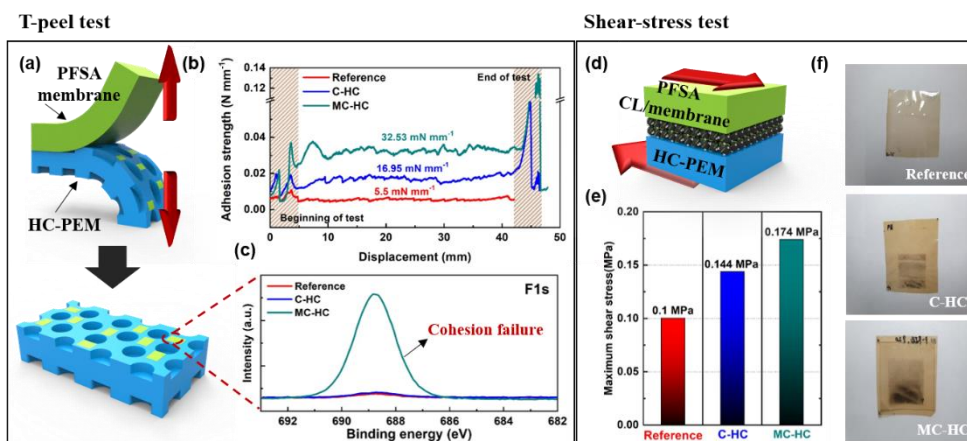 T-peel test
Shear-stress test
(a)
PFSA
membrane
HC-PEM
(b)
Adhesion strength (N mm⁻¹)
0.14
0.12
0.04
0.02
0.00
Reference
C-HC
MC-HC
End of test
32.53 mN mm⁻¹
16.95 mN mm⁻¹
5.5 mN mm⁻¹
Beginning of test
0 10 20 30 40 50
Displacement (mm)
(c)
Intensity (a.u.)
Reference
C-HC
MC-HC
F1s
Cohesion failure
692 690 688 686 684 682
Binding energy (eV)
(d)
PFSA
CL/membrane
HC-PEM
(e)
Maximum shear stress(MPa)
0.20
0.15
0.10
0.05
0.00
0.1 MPa
0.144 MPa
0.174 MPa
Reference C-HC MC-HC
(f)
Reference
C-HC
MC-HC